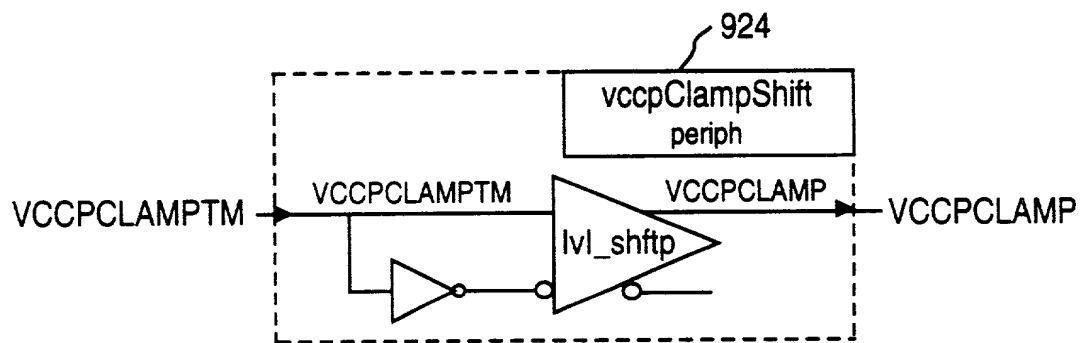 924
vccpClampShift
periph
VCCPCLAMPTM
VCCPCLAMPTM
lvl_shftp
VCCPCLAMP
VCCPCLAMP